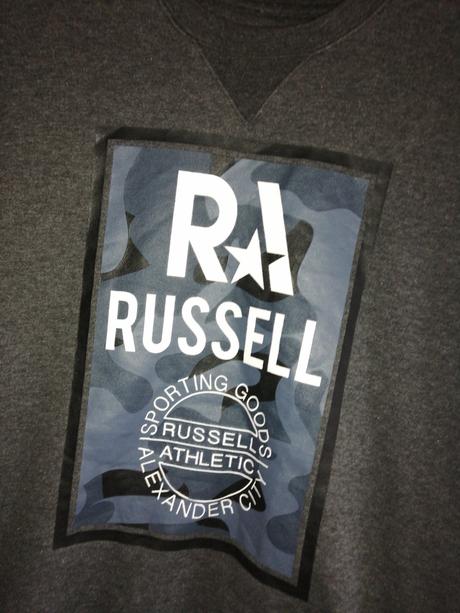 RA
RUSSELL
SPORTING GOODS
RUSSELL
ATHLETIC
ALEXANDER CITY